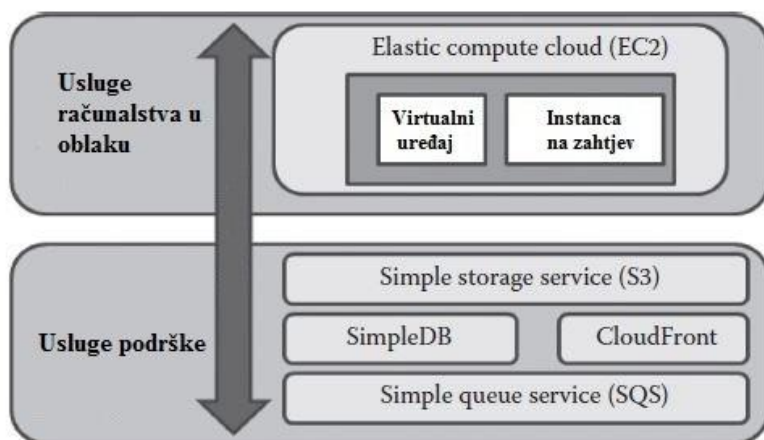 Usluge
računalstva u
oblaku
Elastic compute cloud (EC2)
Virtualni
uređaj
Instanca
na zahtjev
Usluge podrške
Simple storage service (S3)
SimpleDB
CloudFront
Simple queue service (SQS)